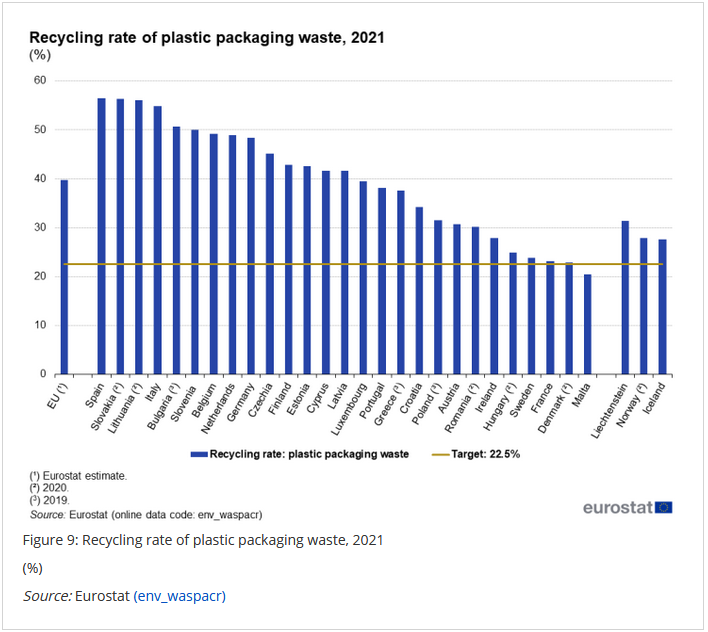 Recycling rate of plastic packaging waste, 2021
(%)
60
50
40
30
20
10
0
EU (¹)
Spain
Slovakia (²)
Lithuania (²)
Italy
Bulgaria (³)
Slovenia
Belgium
Netherlands
Germany
Czechia
Finland
Estonia
Cyprus
Latvia
Luxembourg
Portugal
Greece (³)
Croatia
Poland
Austria
Romania (²)
Ireland
Hungary (²)
Sweden
France
Denmark (²)
Malta
Liechtenstein
Norway (²)
Iceland
Recycling rate: plastic packaging waste Target: 22.5%
(¹) Eurostat estimate.
(²) 2020.
(³) 2019.
Source: Eurostat (online data code: env_waspacr)
eurostat
Figure 9: Recycling rate of plastic packaging waste, 2021
(%)
Source: Eurostat (env_waspacr)